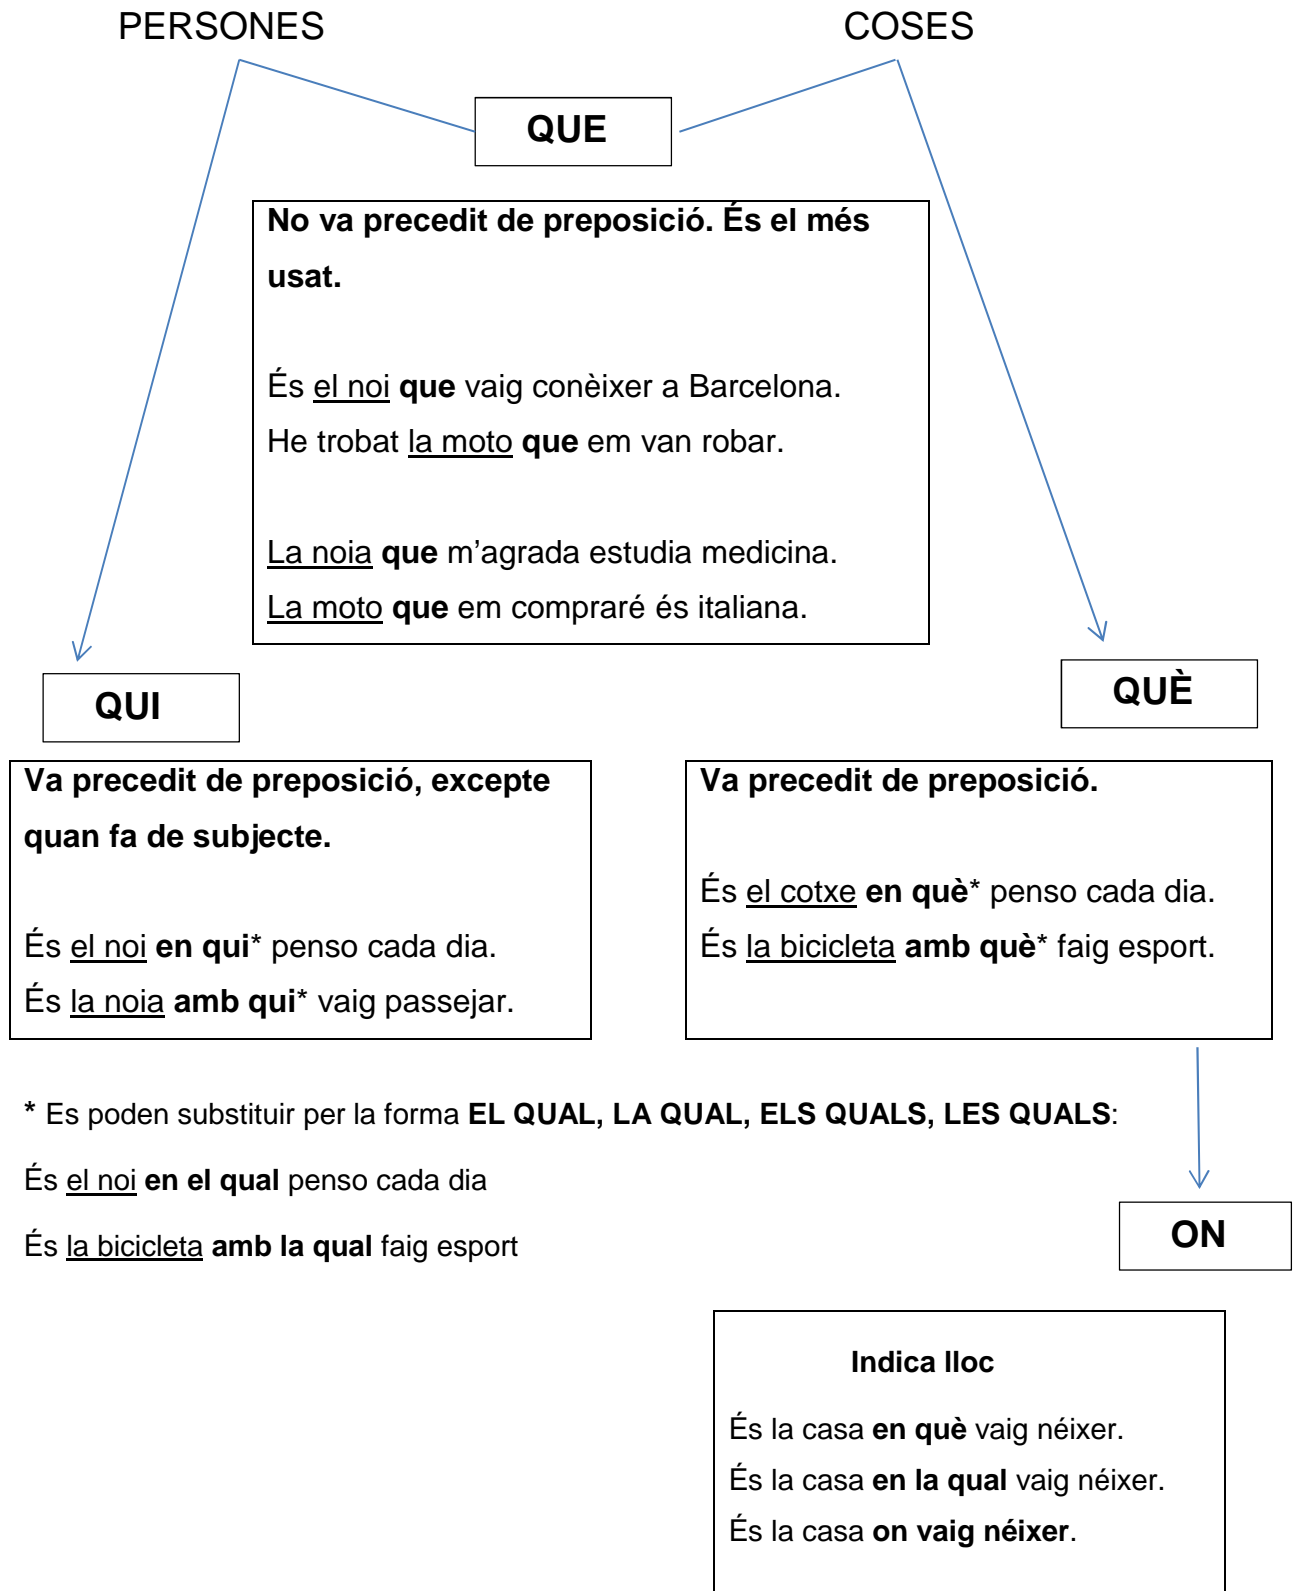 PERSONES
COSES
QUE
No va precedit de preposició. És el més
usat.
És el noi que vaig conèixer a Barcelona.
He trobat la moto que em van robar.
La noia que m’agrada estudia medicina.
La moto que em compraré és italiana.
QUI
QUÈ
Va precedit de preposició, excepte
quan fa de subjecte.
És el noi en qui* penso cada dia.
És la noia amb qui* vaig passejar.
Va precedit de preposició.
És el cotxe en què* penso cada dia.
És la bicicleta amb què* faig esport.
* Es poden substituir per la forma EL QUAL, LA QUAL, ELS QUALS, LES QUALS:
És el noi en el qual penso cada dia
És la bicicleta amb la qual faig esport
ON
Indica lloc
És la casa en què vaig néixer.
És la casa en la qual vaig néixer.
És la casa on vaig néixer.